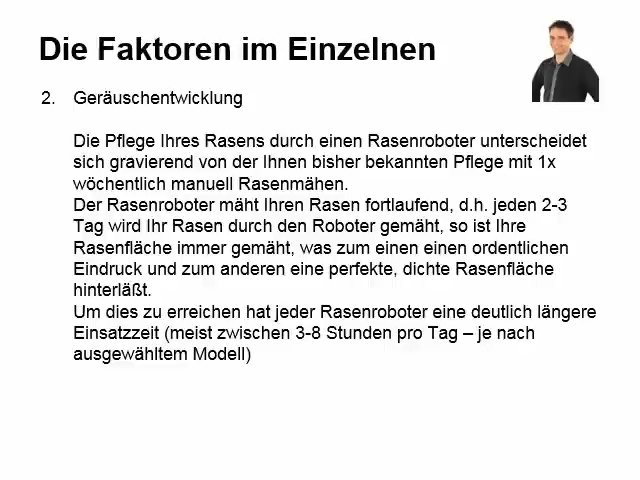 Die Faktoren im Einzelnen
2. Geräuschentwicklung
Die Pflege Ihres Rasens durch einen Rasenroboter unterscheidet
sich gravierend von der Ihnen bisher bekannten Pflege mit 1x
wöchentlich manuell Rasenmähen.
Der Rasenroboter mäht Ihren Rasen fortlaufend, d.h. jeden 2-3
Tag wird Ihr Rasen durch den Roboter gemäht, so ist Ihre
Rasenfläche immer gemäht, was zum einen einen ordentlichen
Eindruck und zum anderen eine perfekte, dichte Rasenfläche
hinterläßt.
Um dies zu erreichen hat jeder Rasenroboter eine deutlich längere
Einsatzzeit (meist zwischen 3-8 Stunden pro Tag – je nach
ausgewähltem Modell)